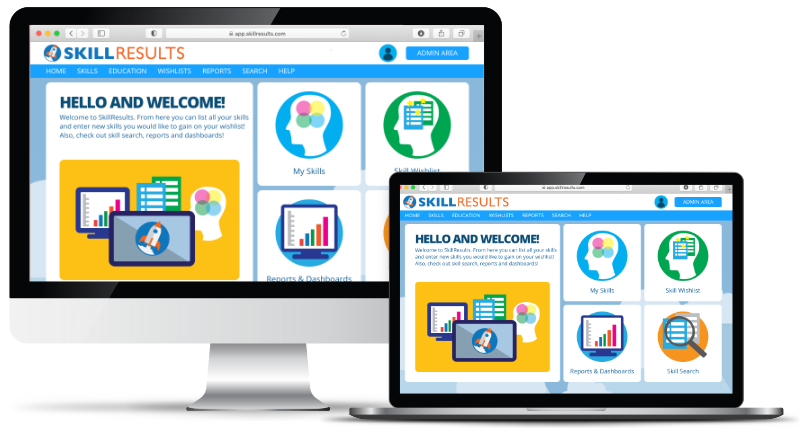 app.skillresults.com
SKILLRESULTS
ADMIN AREA
HOME SKILLS EDUCATION WISHLISTS REPORTS SEARCH HELP
HELLO AND WELCOME!
Welcome to SkillResults. From here you can list all your skills
and enter new skills you would like to gain on your wishlist!
Also, check out skill search, reports and dashboards!
My Skills
Skill Wishlist
Reports & Dashboards
app.skillresults.com
SKILLRESULTS
ADMIN AREA
HOME SKILLS EDUCATION WISHLISTS REPORTS SEARCH HELP
HELLO AND WELCOME!
Welcome to SkillResults. From here you can list all your skills
and enter new skills you would like to gain on your wishlist!
Also, check out skill search, reports and dashboards!
My Skills
Skill Wishlist
Reports & Dashboards
Skill Search